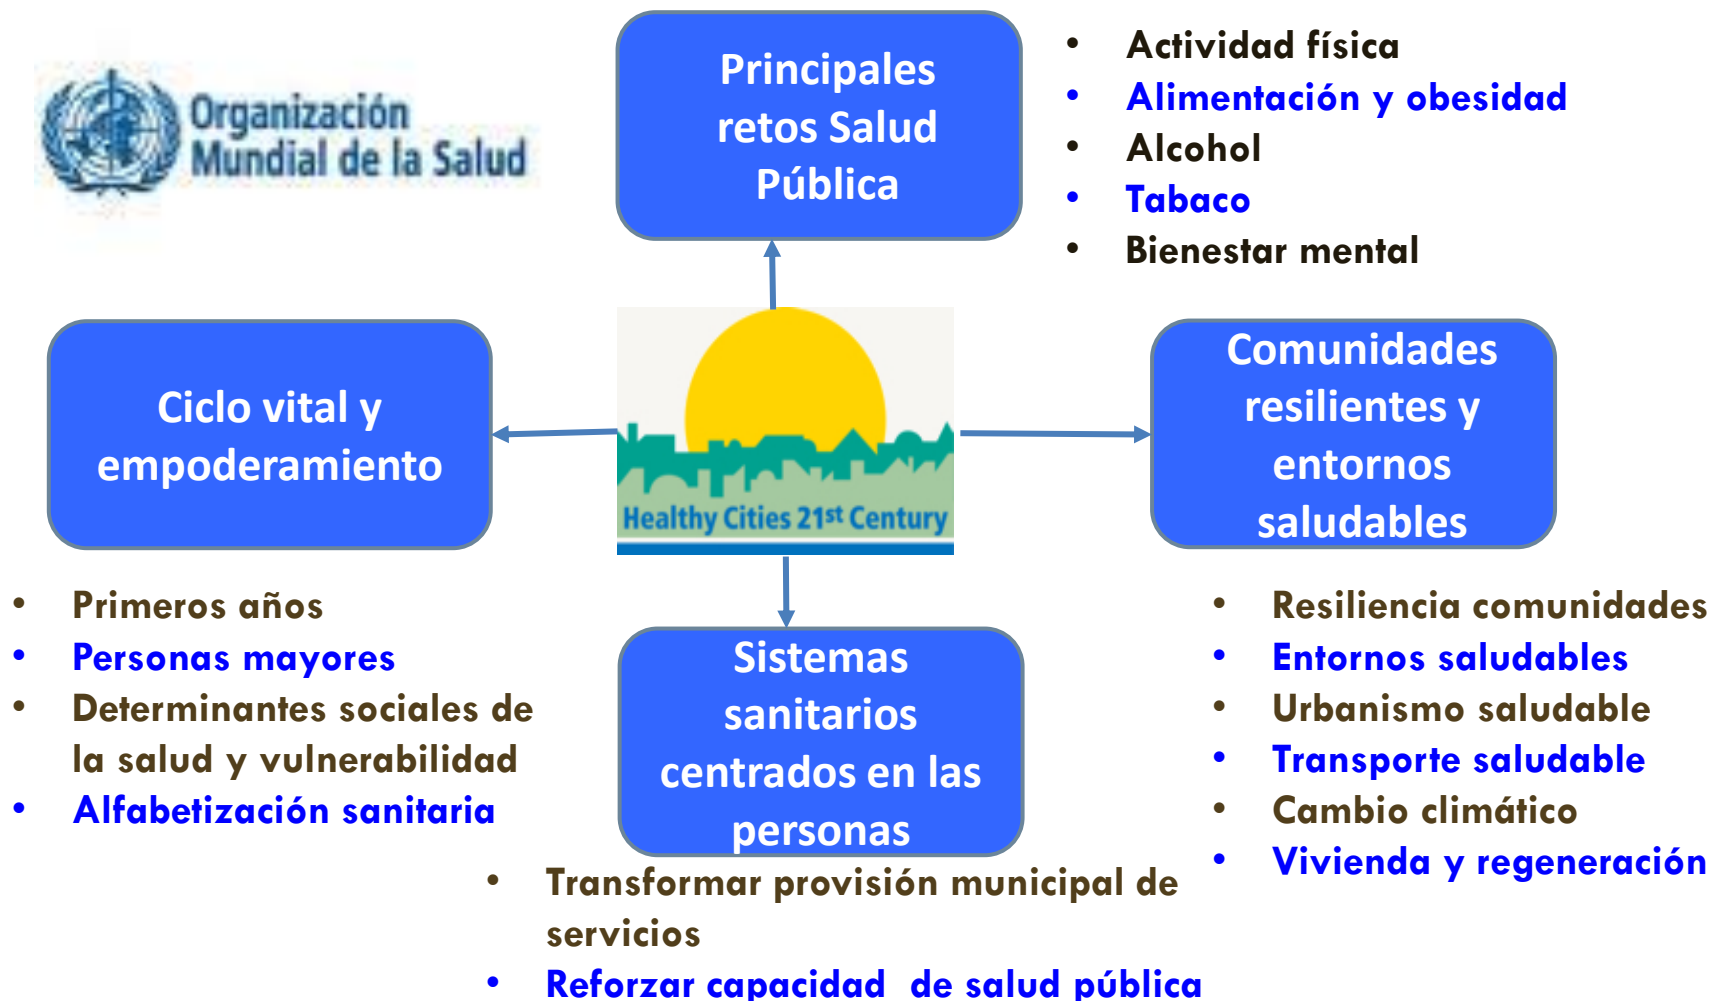 Organización
Mundial de la Salud
Principales
retos Salud
Pública
• Actividad física
• Alimentación y obesidad
• Alcohol
• Tabaco
• Bienestar mental
Ciclo vital y
empoderamiento
Healthy Cities 21st Century
Comunidades
resilientes y
entornos
saludables
• Primeros años
• Personas mayores
• Determinantes sociales de
la salud y vulnerabilidad
• Alfabetización sanitaria
Sistemas
sanitarios
centrados en las
personas
• Resiliencia comunidades
• Entornos saludables
• Urbanismo saludable
• Transporte saludable
• Cambio climático
• Vivienda y regeneración
• Transformar provisión municipal de
servicios
• Reforzar capacidad de salud pública